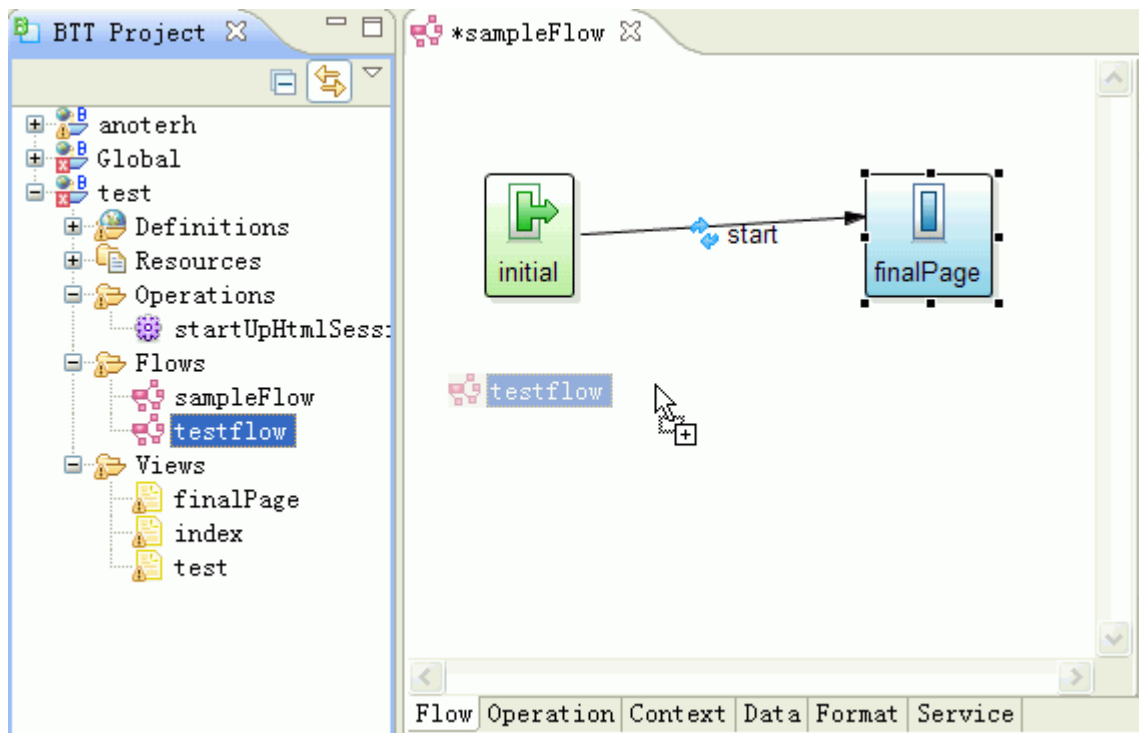 BTT Project
*sampleFlow
anoterh
Global
test
Definitions
Resources
Operations
startUpHtmlSess
Flows
sampleFlow
testflow
Views
finalPage
index
test
initial
start
finalPage
testflow
Flow Operation Context Data Format Service